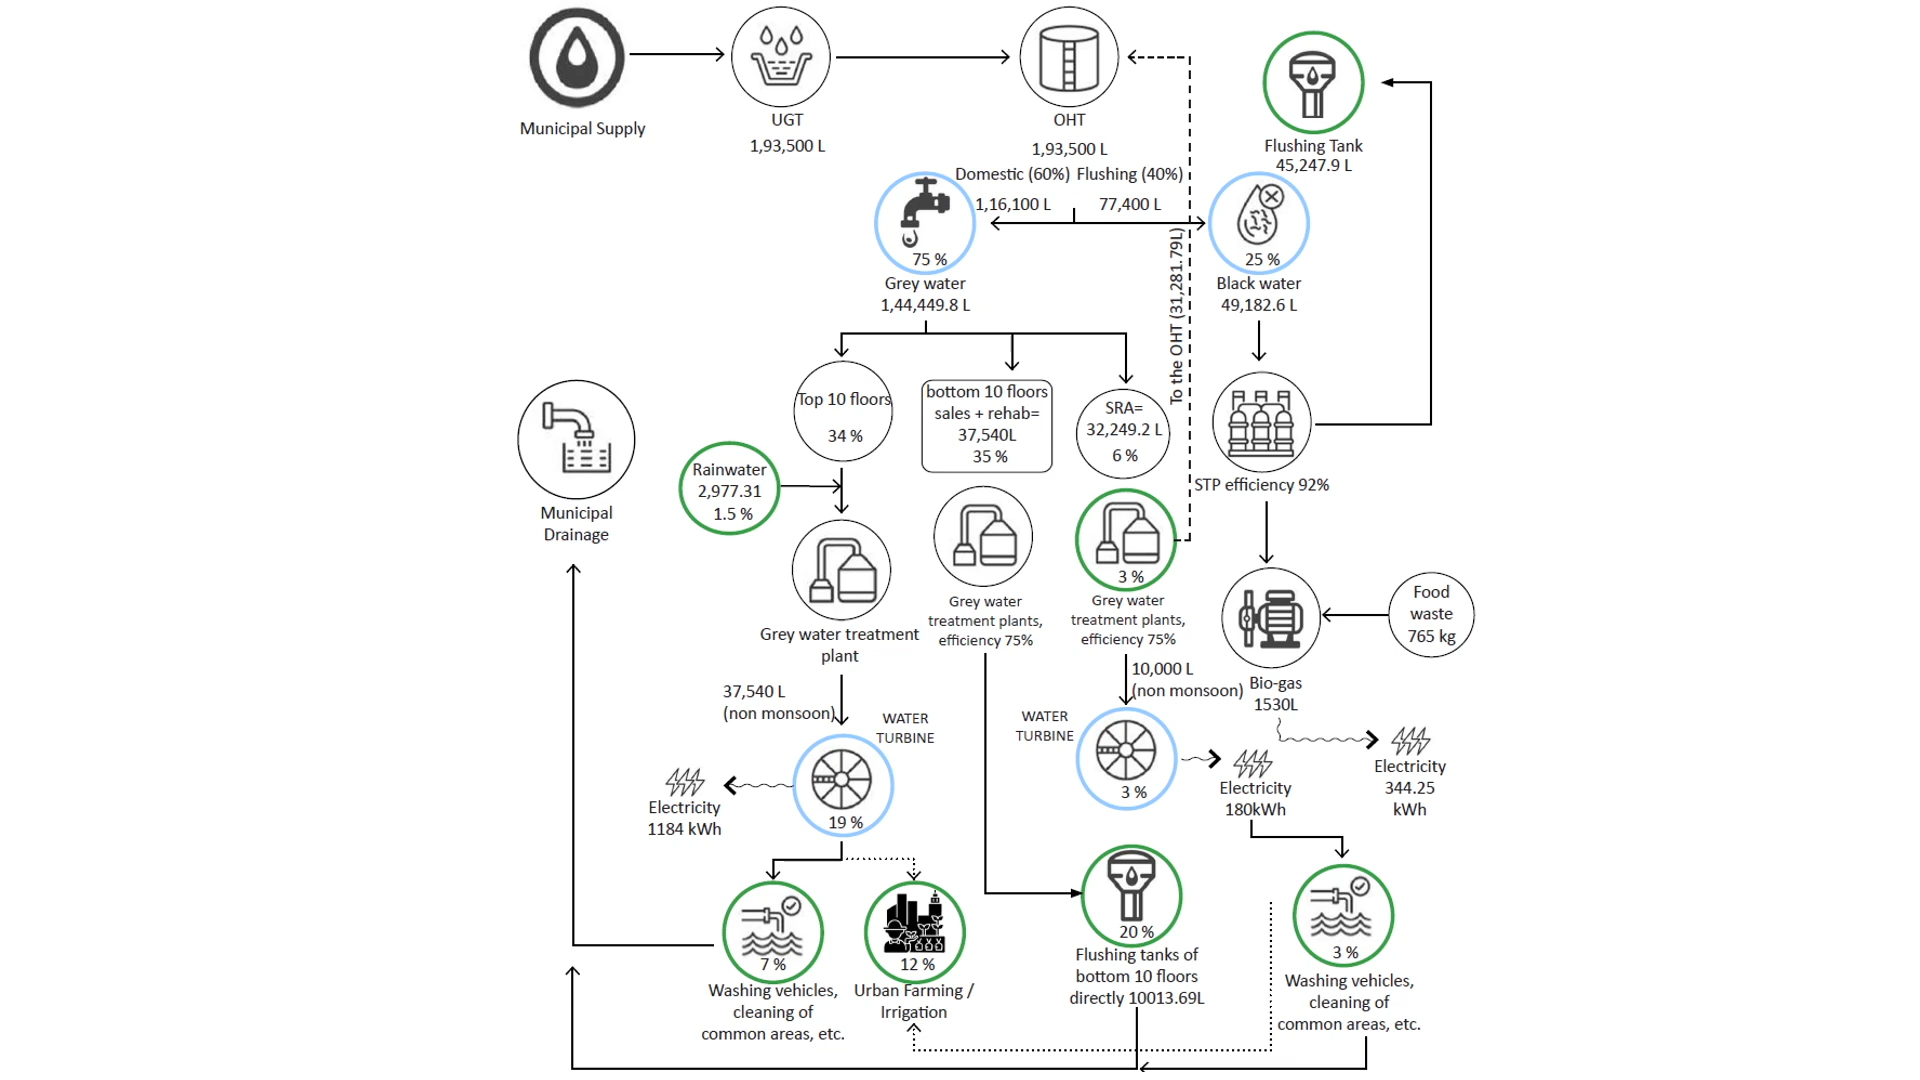 Municipal Supply
UGT
1,93,500 L
OHT
1,93,500 L
Flushing Tank
45,247.9 L
Domestic (60%)
Flushing (40%)
1,16,100 L
77,400 L
75 %
Grey water
1,44,449.8 L
25 %
Black water
49,182.6 L
To the OHT (31,281.79L)
Top 10 floors
34 %
bottom 10 floors
sales + rehab=
37,540L
35 %
SRA=
32,249.2 L
6 %
STP efficiency 92%
Rainwater
2,977.31
1.5 %
Municipal
Drainage
Grey water treatment
plant
Grey water
treatment plants,
efficiency 75%
3 %
Grey water
treatment plants,
efficiency 75%
Food
waste
765 kg
Bio-gas
1530L
37,540 L
(non monsoon)
10,000 L
(non monsoon)
WATER
TURBINE
19 %
WATER
TURBINE
3 %
Electricity
1184 kWh
Electricity
180kWh
Electricity
344.25
kWh
7 %
Washing vehicles,
cleaning of
common areas, etc.
12 %
Urban Farming /
Irrigation
20 %
Flushing tanks of
bottom 10 floors
directly 10013.69L
3 %
Washing vehicles,
cleaning of
common areas, etc.